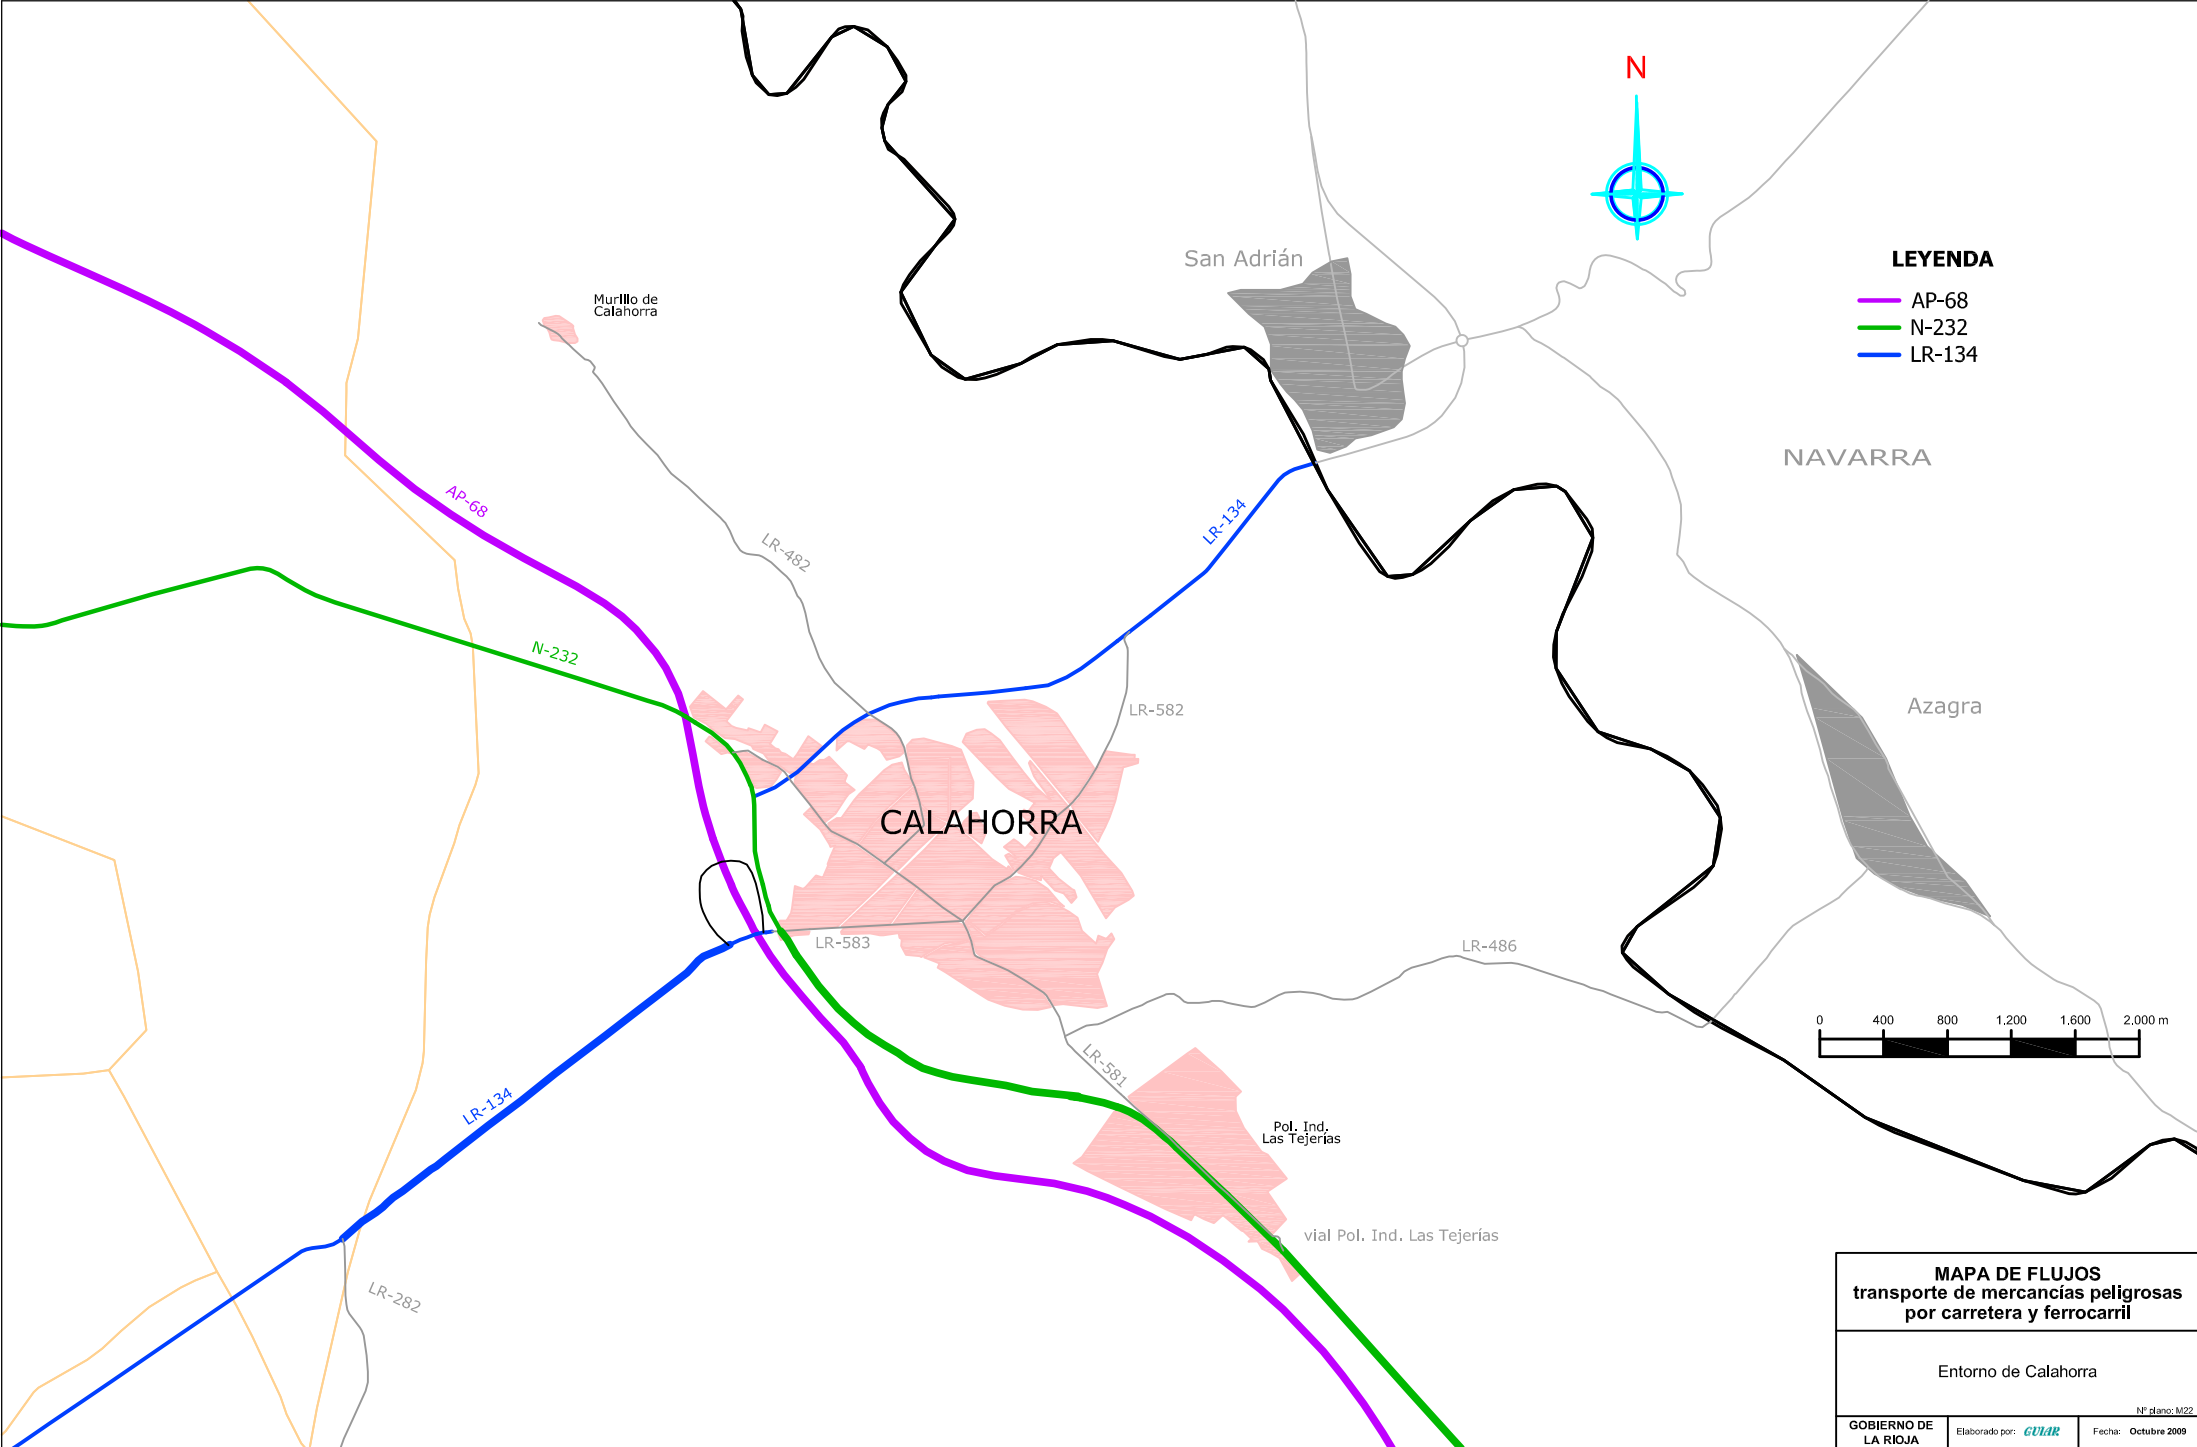 N
San Adrián
LEYENDA
AP-68
N-232
LR-134
Murillo de
Calahorra
NAVARRA
AP-68
LR-134
LR-482
N-232
LR-582
Azagra
CALAHORRA
LR-583
LR-486
0 400 800 1.200 1.600 2.000 m
LR-581
LR-134
Pol. Ind.
Las Tejerías
vial Pol. Ind. Las Tejerías
LR-282
MAPA DE FLUJOS
transporte de mercancías peligrosas
por carretera y ferrocarril
Entorno de Calahorra
Nº plano: M22
GOBIERNO DE
LA RIOJA
Elaborado por: GUIAR
Fecha: Octubre 2009